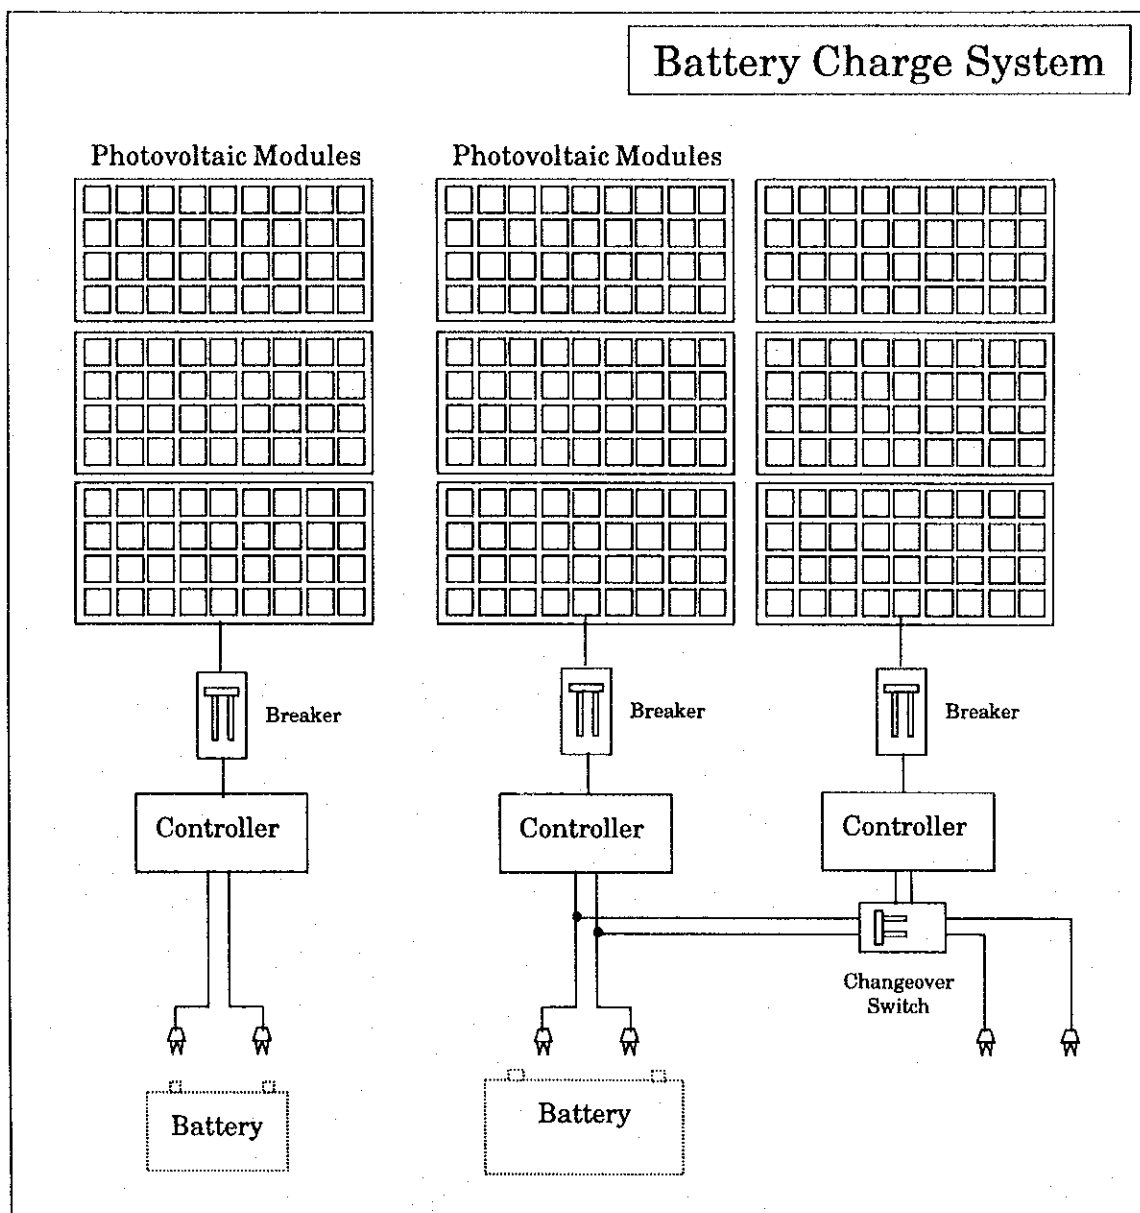 Battery Charge System
Photovoltaic Modules
Photovoltaic Modules
Breaker
Breaker
Breaker
Controller
Controller
Controller
Changeover
Switch
Battery
Battery